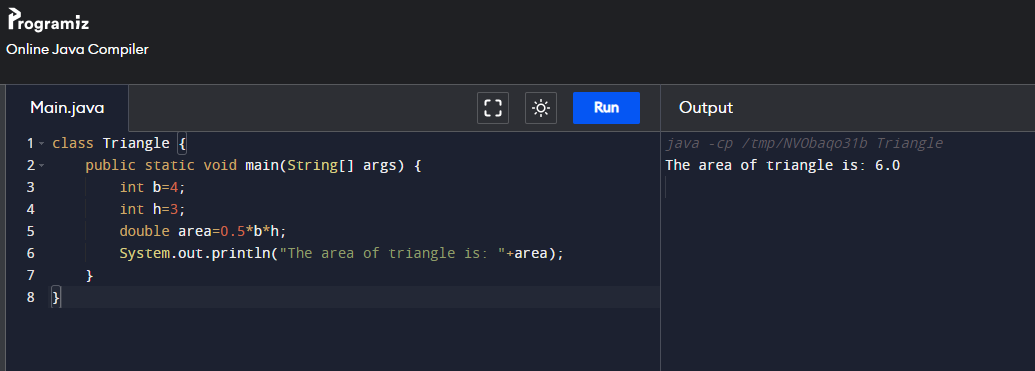 Programiz
Online Java Compiler
Main.java
Run
Output
1 class Triangle {
2     public static void main(String[] args) {
3         int b=4;
4         int h=3;
5         double area=0.5*b*h;
6         System.out.println("The area of triangle is: "+area);
7     }
8 }
java -cp /tmp/NVObaqo31b Triangle
The area of triangle is: 6.0